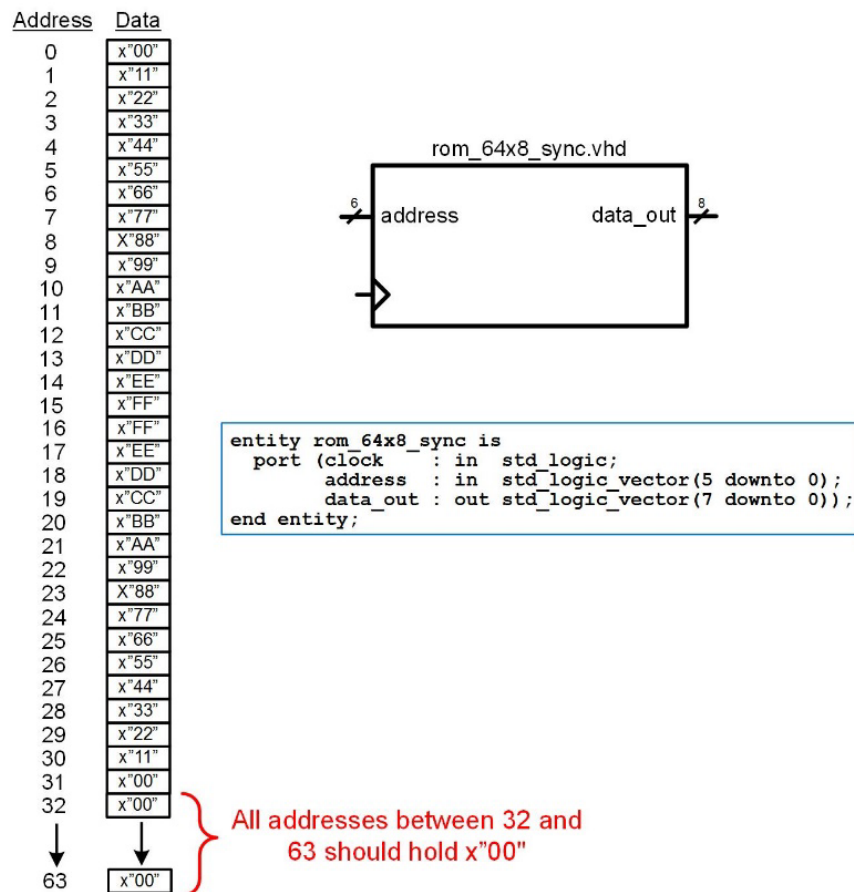 Address Data
0 x"00"
1 x"11"
2 x"22"
3 x"33"
4 x"44"
5 x"55"
6 x"66"
7 x"77"
8 X"88"
9 x"99"
10 x"AA"
11 x"BB"
12 x"CC"
13 x"DD"
14 x"EE"
15 x"FF"
16 x"FF"
17 x"EE"
18 x"DD"
19 x"CC"
20 x"BB"
21 x"AA"
22 x"99"
23 X"88"
24 x"77"
25 x"66"
26 x"55"
27 x"44"
28 x"33"
29 x"22"
30 x"11"
31 x"00"
32 x"00"
63 x"00"
All addresses between 32 and
63 should hold x"00"
rom_64x8_sync.vhd
6 address data_out 8
entity rom_64x8_sync is
port (clock : in std_logic;
address : in std_logic_vector(5 downto 0);
data_out : out std_logic_vector(7 downto 0));
end entity;